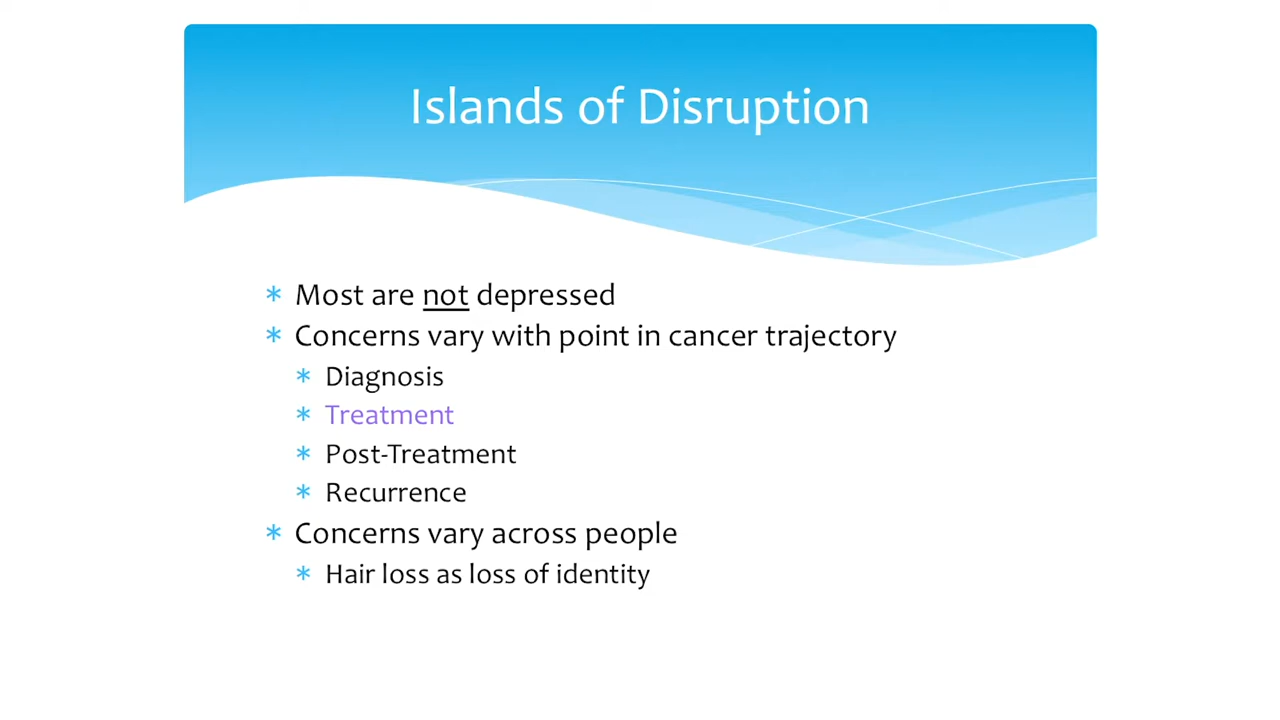 Islands of Disruption
* Most are not depressed
* Concerns vary with point in cancer trajectory
* Diagnosis
* Treatment
* Post-Treatment
* Recurrence
* Concerns vary across people
* Hair loss as loss of identity